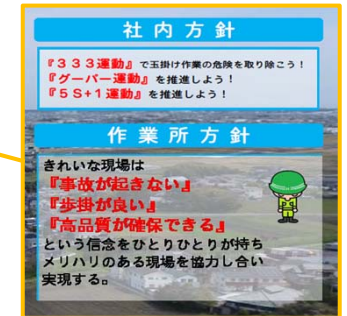 社内方針
『３３３運動』で玉掛け作業の危険を取り除こう！
『グーパー運動』を推進しよう！
『５Ｓ+１運動』を推進しよう！
作業所方針
きれいな現場は
『事故が起きない』
『歩掛が良い』
『高品質が確保できる』
という信念をひとりひとりが持ち
メリハリのある現場を協力し合い
実現する。